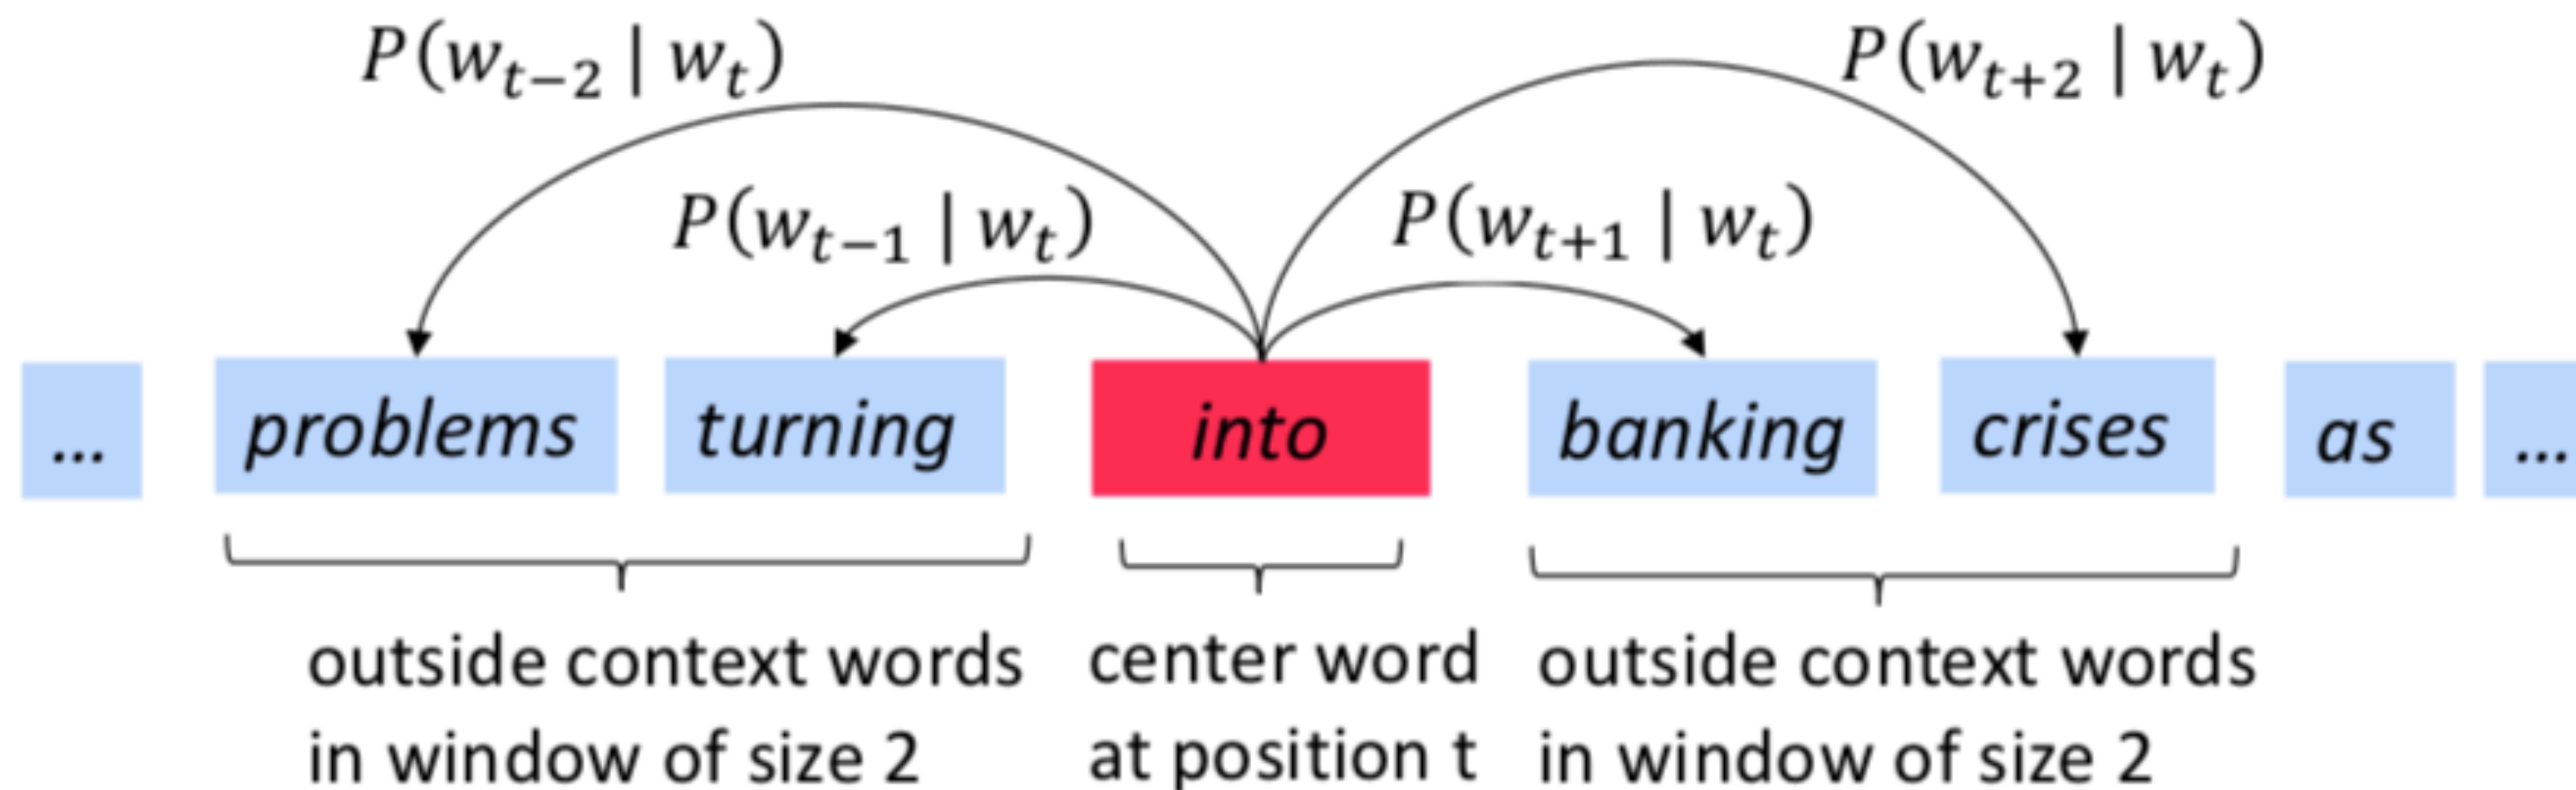 P(w_{t−2} | w_t) P(w_{t+2} | w_t)
P(w_{t−1} | w_t) P(w_{t+1} | w_t)
... problems turning into banking crises as ...
outside context words center word outside context words
in window of size 2 at position t in window of size 2